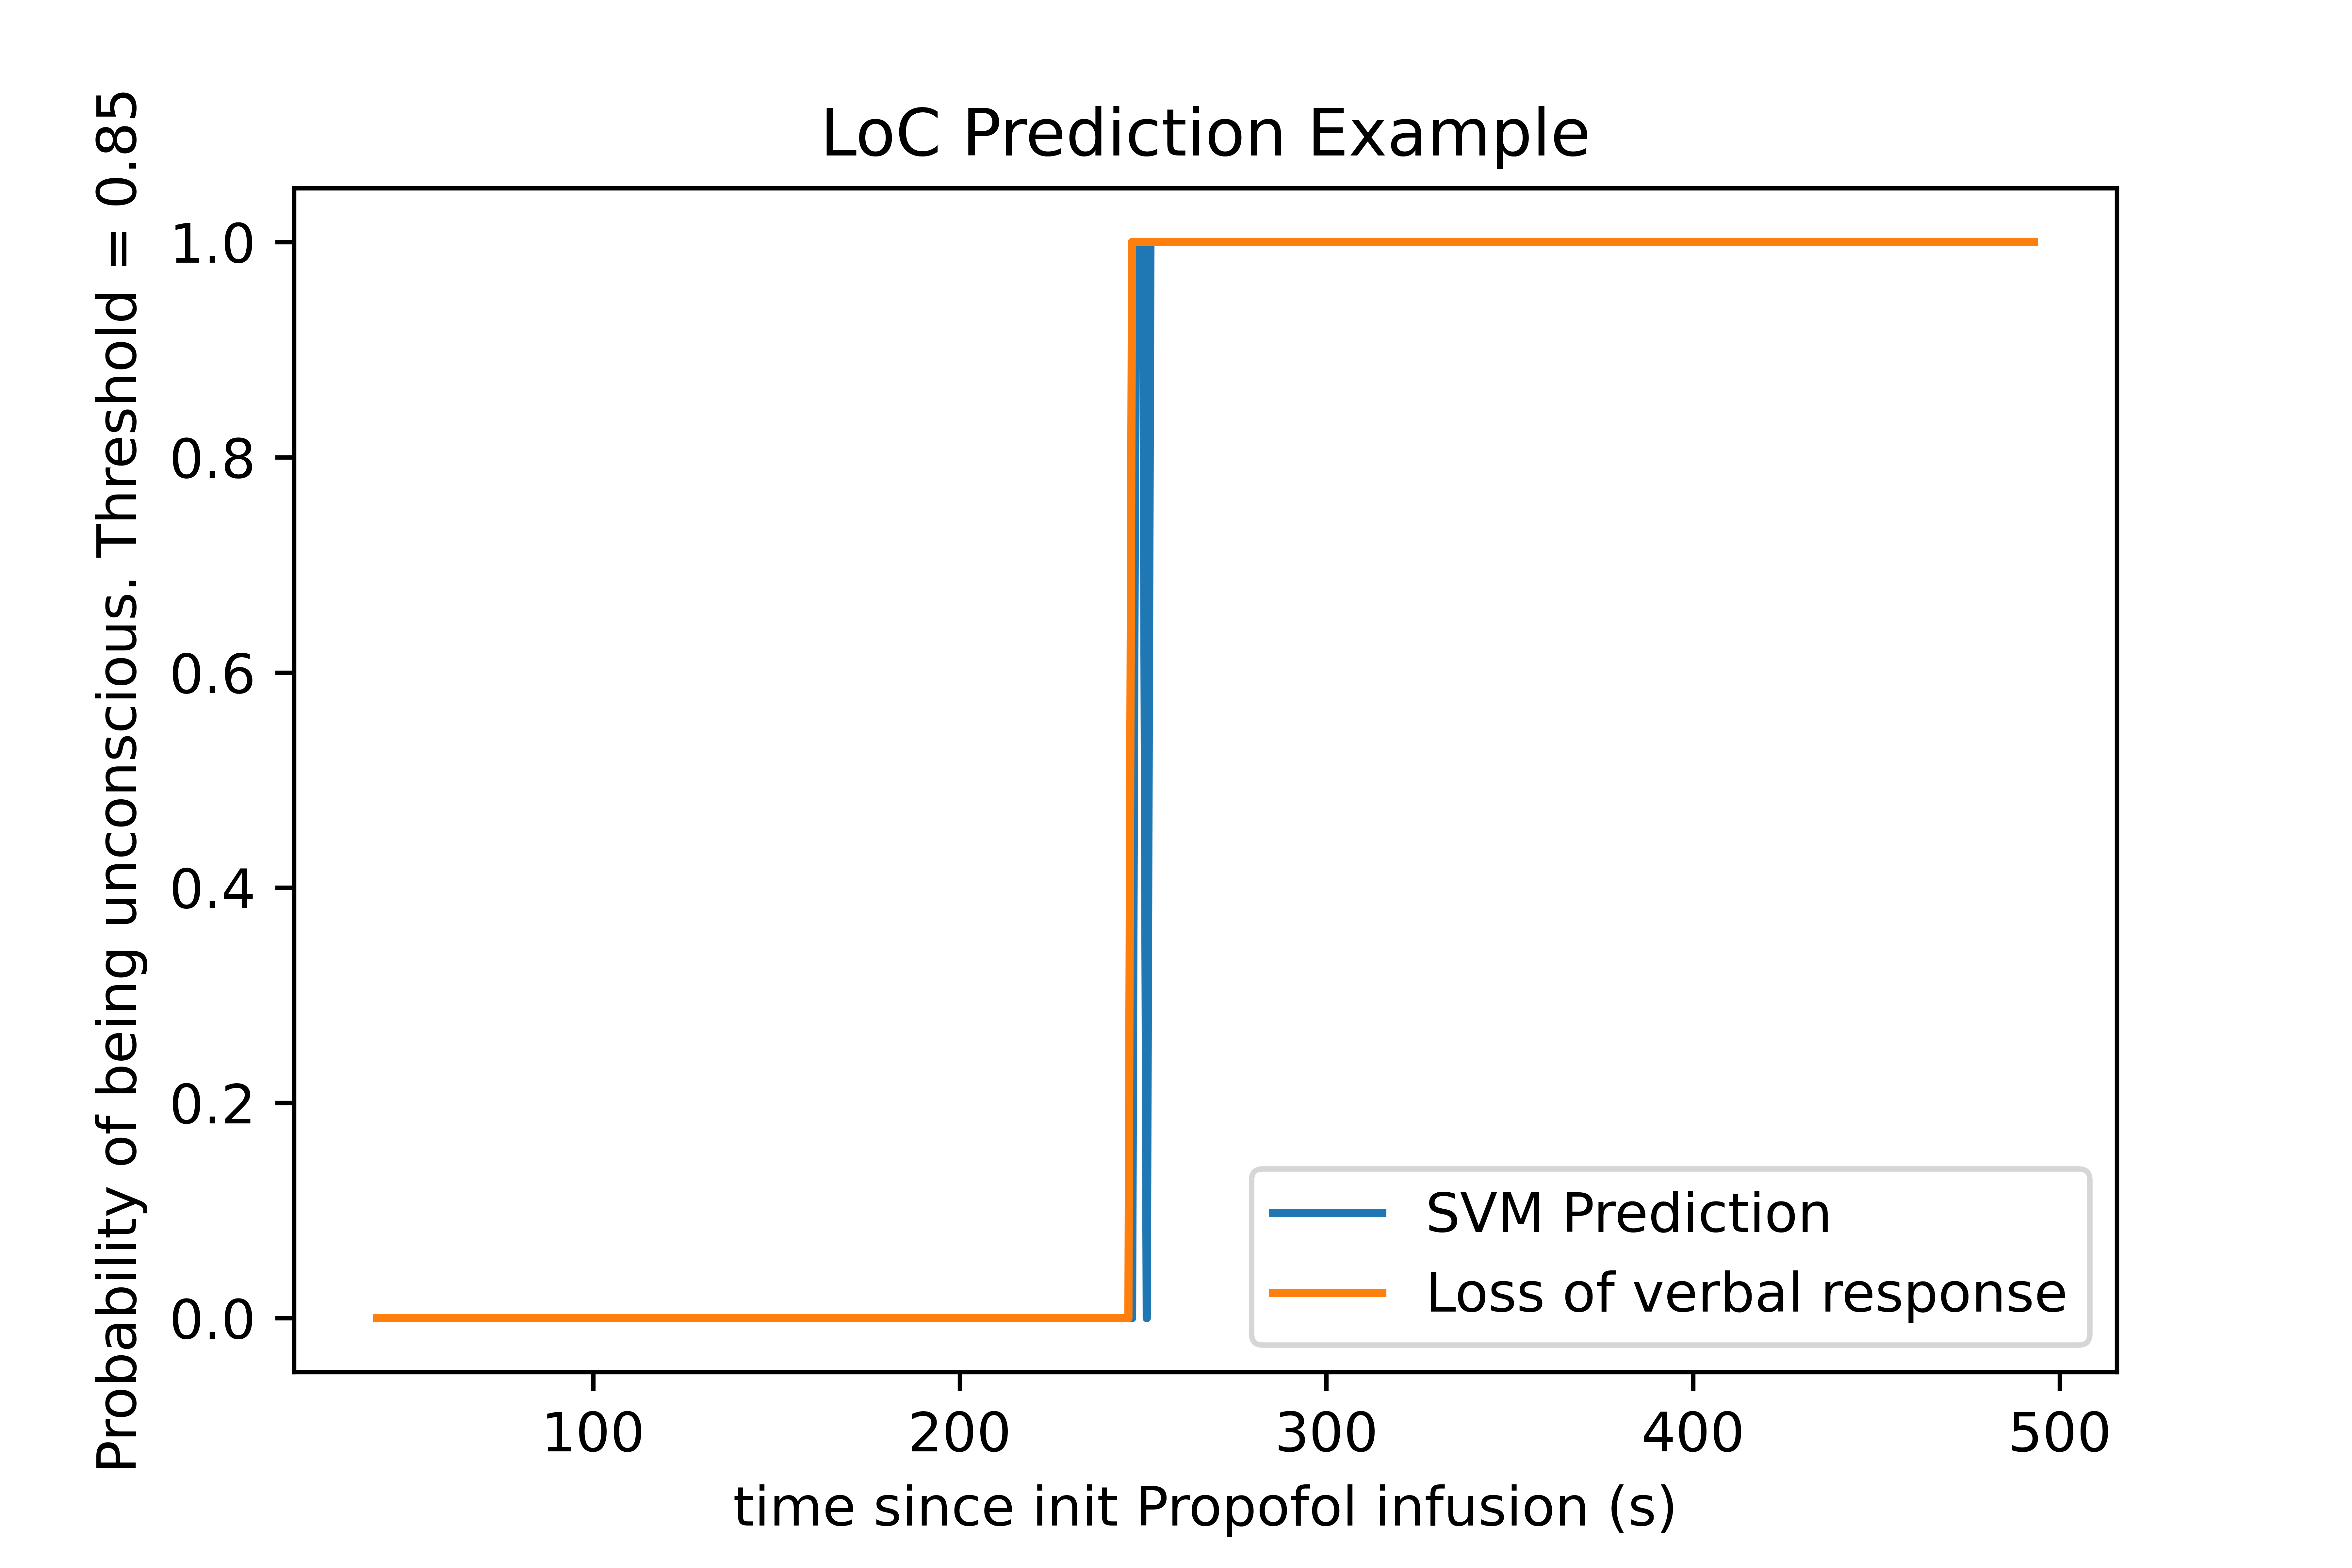 LoC Prediction Example
Probability of being unconscious. Threshold = 0.85
1.0
0.8
0.6
0.4
0.2
0.0
SVM Prediction
Loss of verbal response
100 200 300 400 500
time since init Propofol infusion (s)